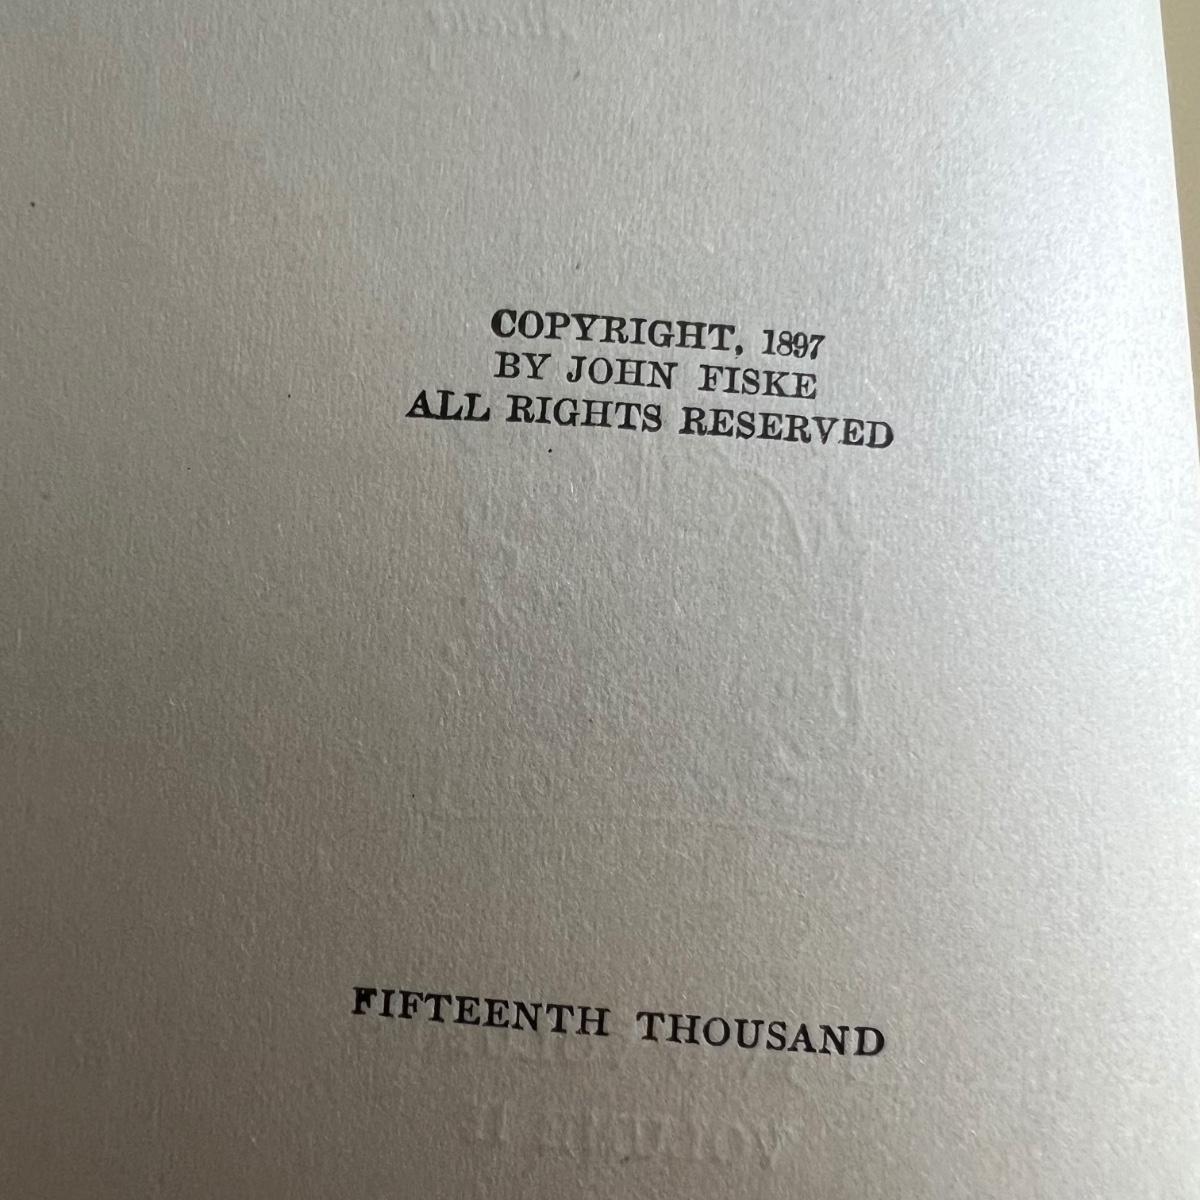 COPYRIGHT, 1897
BY JOHN FISKE
ALL RIGHTS RESERVED
FIFTEENTH THOUSAND